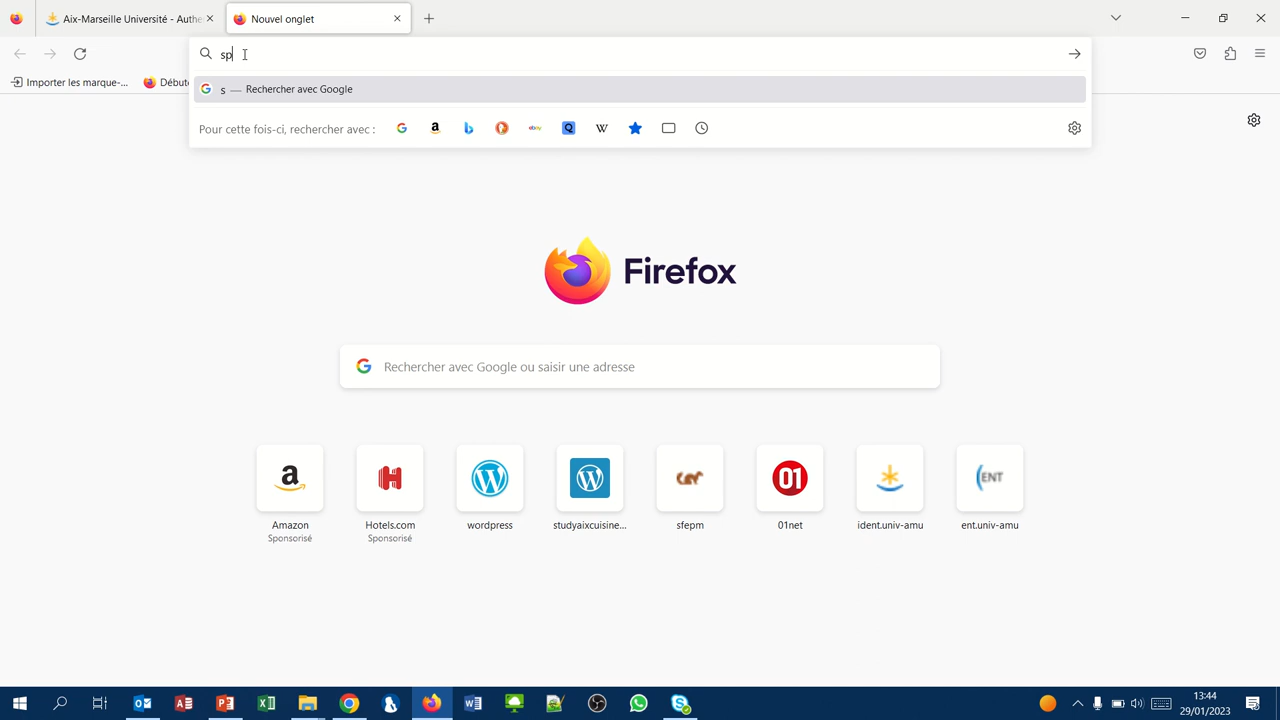 Aix-Marseille Université - Authe
Nouvel onglet
sp
s — Rechercher avec Google
Importer les marque-...
Début
Pour cette fois-ci, rechercher avec :
Firefox
Rechercher avec Google ou saisir une adresse
Amazon
Sponsorisé
Hotels.com
Sponsorisé
wordpress
studyaixcuisine...
sfepm
01
01net
ident.univ-amu
ENT
ent.univ-amu
13:44
29/01/2023